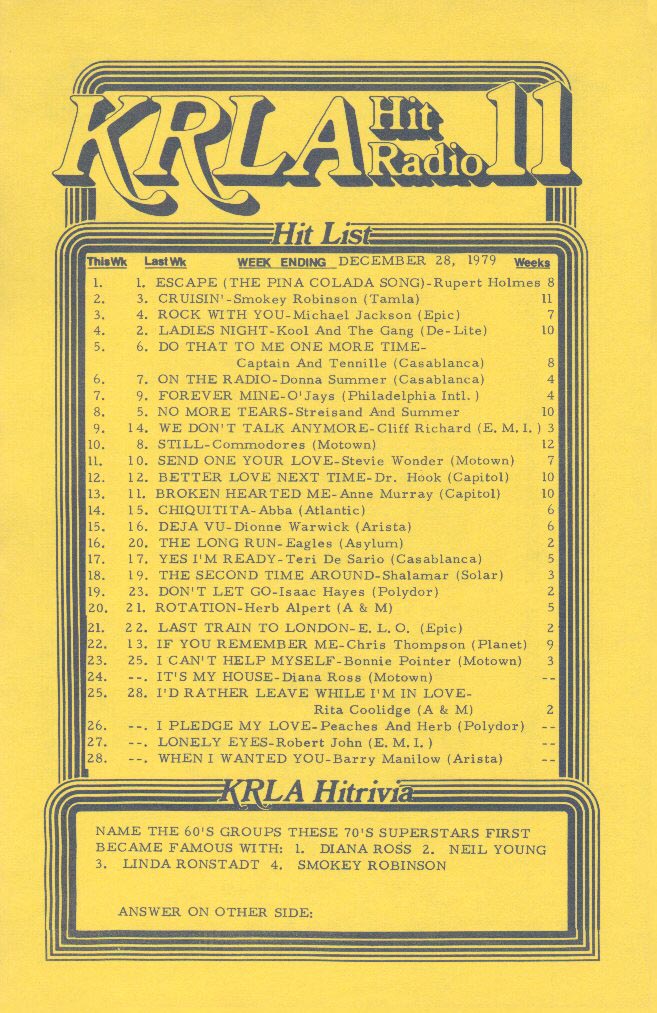 KRLA Hit Radio 11
Hit List
This Wk Last Wk WEEK ENDING DECEMBER 28, 1979 Weeks
1. 1. ESCAPE (THE PINA COLADA SONG)-Rupert Holmes 8
2. 3. CRUISIN'-Smokey Robinson (Tamla) 11
3. 4. ROCK WITH YOU-Michael Jackson (Epic) 7
4. 2. LADIES NIGHT-Kool And The Gang (De-Lite) 10
5. 6. DO THAT TO ME ONE MORE TIME-
Captain And Tennille (Casablanca) 8
6. 7. ON THE RADIO-Donna Summer (Casablanca) 4
7. 9. FOREVER MINE-O'Jays (Philadelphia Intl.) 4
8. 5. NO MORE TEARS-Streisand And Summer 10
9. 14. WE DON'T TALK ANYMORE-Cliff Richard (E.M.I.) 3
10. 8. STILL-Commodores (Motown) 12
11. 10. SEND ONE YOUR LOVE-Stevie Wonder (Motown) 7
12. 12. BETTER LOVE NEXT TIME-Dr. Hook (Capitol) 10
13. 11. BROKEN HEARTED ME-Anne Murray (Capitol) 10
14. 15. CHIQUITITA-Abba (Atlantic) 6
15. 16. DEJA VU-Dionne Warwick (Arista) 6
16. 20. THE LONG RUN-Eagles (Asylum) 2
17. 17. YES I'M READY-Teri De Sario (Casablanca) 5
18. 19. THE SECOND TIME AROUND-Shalamar (Solar) 3
19. 23. DON'T LET GO-Isaac Hayes (Polydor) 2
20. 21. ROTATION-Herb Alpert (A & M) 5
21. 22. LAST TRAIN TO LONDON-E.L.O. (Epic) 2
22. 13. IF YOU REMEMBER ME-Chris Thompson (Planet) 9
23. 25. I CAN'T HELP MYSELF-Bonnie Pointer (Motown) 3
24. --. IT'S MY HOUSE-Diana Ross (Motown) --
25. 28. I'D RATHER LEAVE WHILE I'M IN LOVE-
Rita Coolidge (A & M) 2
26. --. I PLEDGE MY LOVE-Peaches And Herb (Polydor) --
27. --. LONELY EYES-Robert John (E.M.I.) --
28. --. WHEN I WANTED YOU-Barry Manilow (Arista) --
KRLA Hitrivia
NAME THE 60'S GROUPS THESE 70'S SUPERSTARS FIRST
BECAME FAMOUS WITH: 1. DIANA ROSS 2. NEIL YOUNG
3. LINDA RONSTADT 4. SMOKEY ROBINSON
ANSWER ON OTHER SIDE: